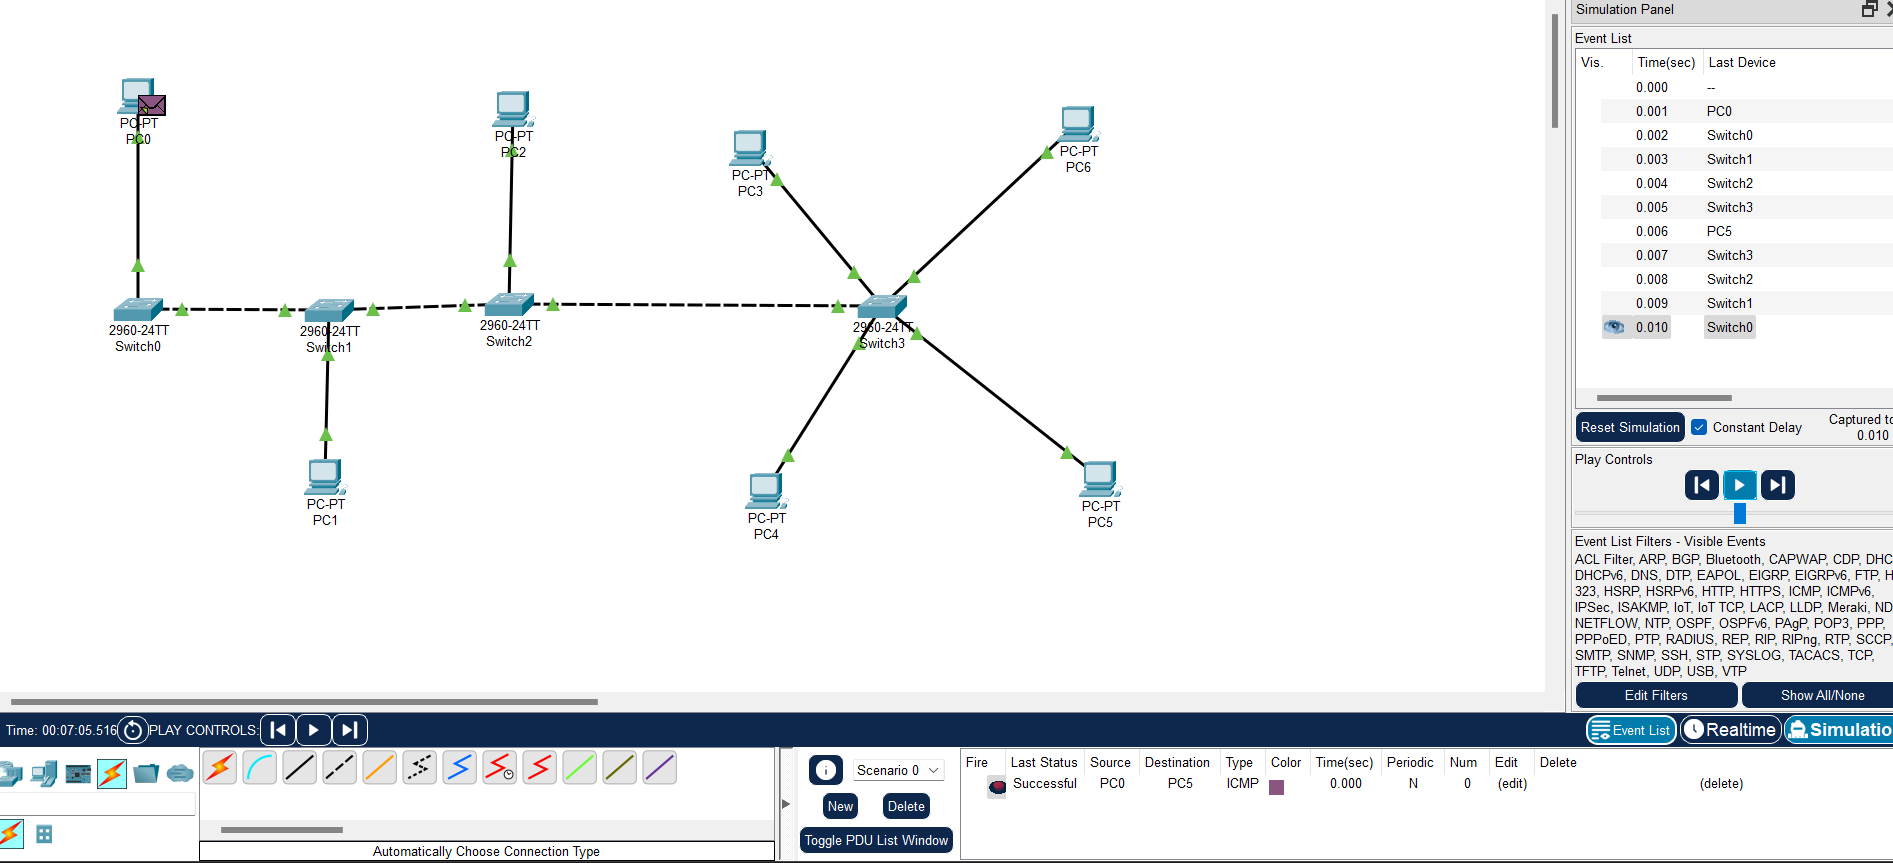 Simulation Panel
Event List
Vis. Time(sec) Last Device
0.000 --
0.001 PC0
0.002 Switch0
0.003 Switch1
0.004 Switch2
0.005 Switch3
0.006 PC5
0.007 Switch3
0.008 Switch2
0.009 Switch1
0.010 Switch0
Reset Simulation Constant Delay Captured to
0.010
Play Controls
Event List Filters - Visible Events
ACL Filter, ARP, BGP, Bluetooth, CAPWAP, CDP, DHC
DHCPv6, DNS, DTP, EAPOL, EIGRP, EIGRPv6, FTP, H
323, HSRP, HSRPv6, HTTP, HTTPS, ICMP, ICMPv6,
IPSec, ISAKMP, IoT, IoT TCP, LACP, LLDP, Meraki, ND
NETFLOW, NTP, OSPF, OSPFv6, PAgP, POP3, PPP,
PPPoED, PTP, RADIUS, REP, RIP, RIPng, RTP, SCCP,
SMTP, SNMP, SSH, STP, SYSLOG, TACACS, TCP,
TFTP, Telnet, UDP, USB, VTP
Edit Filters Show All/None
PC-PT
PC0
PC-PT
PC2
PC-PT
PC3
PC-PT
PC6
2960-24TT
Switch0
2960-24TT
Switch1
2960-24TT
Switch2
2960-24TT
Switch3
PC-PT
PC1
PC-PT
PC4
PC-PT
PC5
Time: 00:07:05.516 PLAY CONTROLS: Event List Realtime Simulatio
Scenario 0
New Delete
Toggle PDU List Window
Fire Last Status Source Destination Type Color Time(sec) Periodic Num Edit Delete
Successful PC0 PC5 ICMP 0.000 N 0 (edit) (delete)
Automatically Choose Connection Type